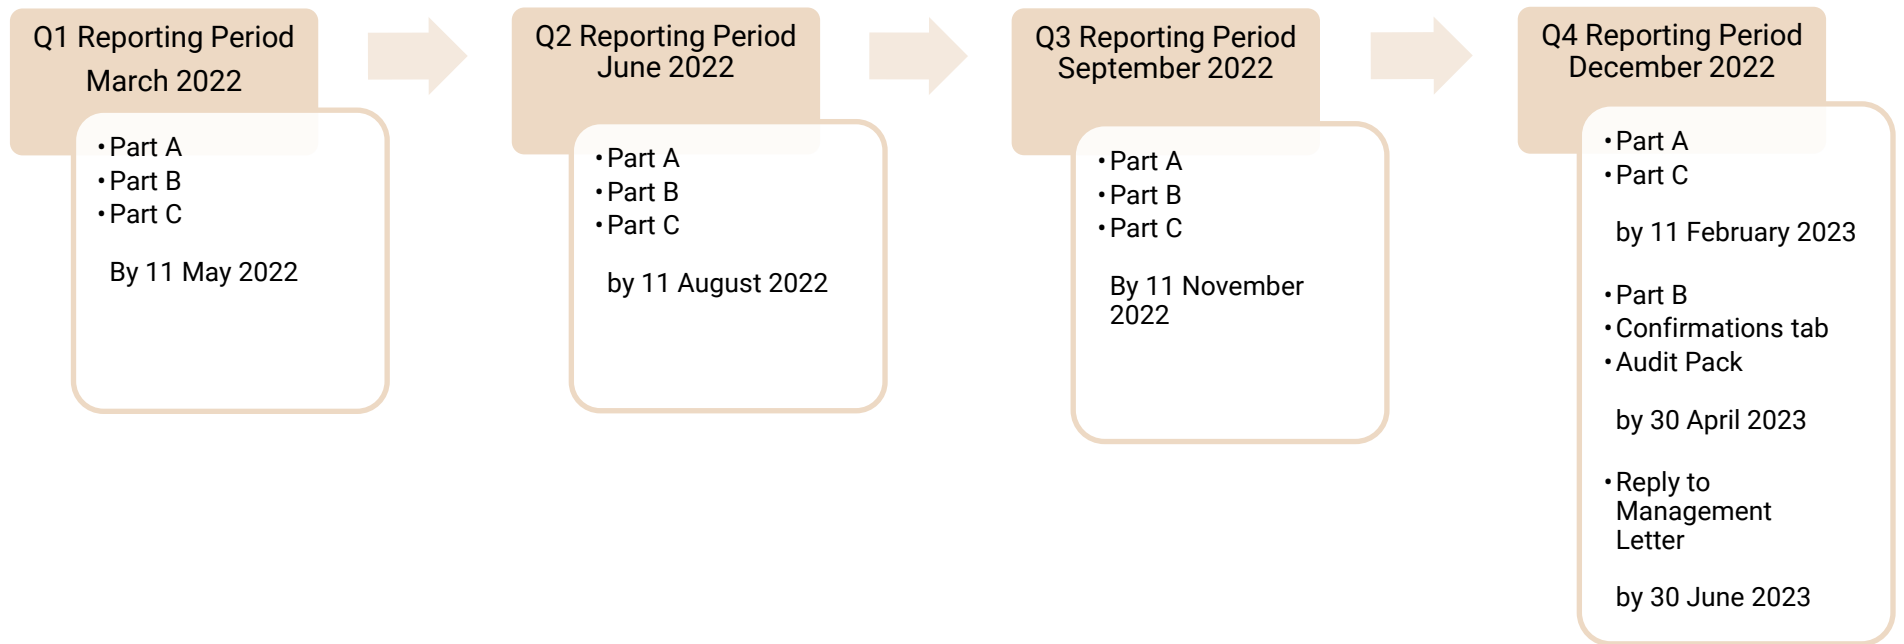 Q1 Reporting Period
March 2022
•Part A
•Part B
•Part C
By 11 May 2022
Q2 Reporting Period
June 2022
•Part A
•Part B
•Part C
by 11 August 2022
Q3 Reporting Period
September 2022
•Part A
•Part B
•Part C
By 11 November
2022
Q4 Reporting Period
December 2022
•Part A
•Part C
by 11 February 2023
•Part B
•Confirmations tab
•Audit Pack
by 30 April 2023
•Reply to
Management
Letter
by 30 June 2023